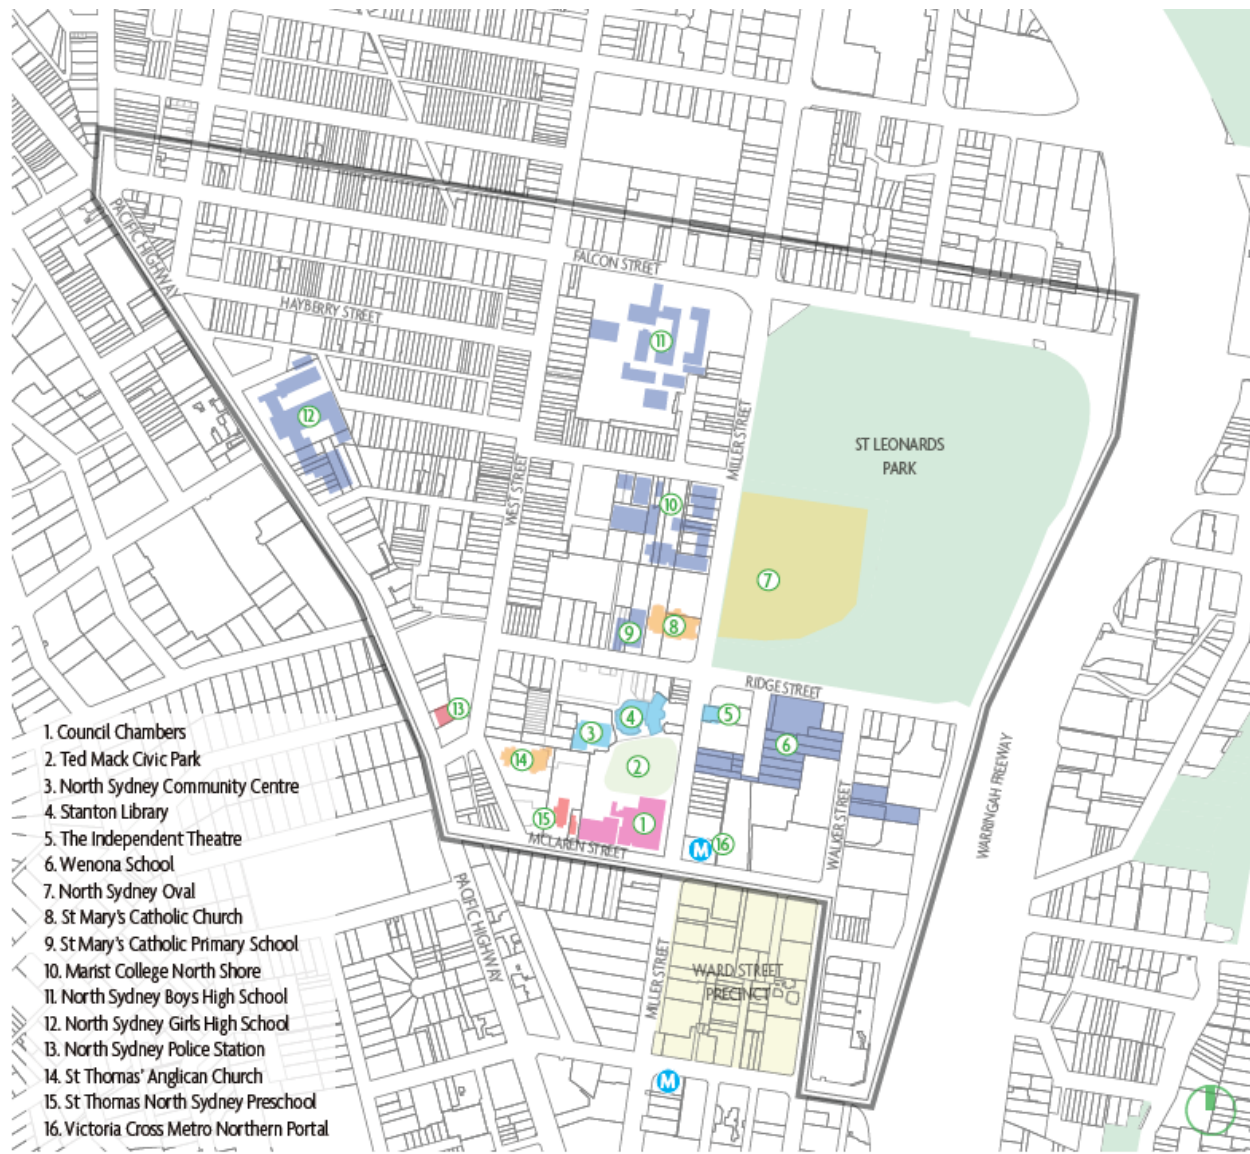 PACIFIC HIGHWAY
FALCON STREET
HAYBERRY STREET
11
12
MILLER STREET
ST LEONARDS
PARK
WEST STREET
10
7
9
8
RIDGE STREET
13
5
4
3
6
14
2
15
1
16
M
MCLAREN STREET
WALKER STREET
WARRINGAH FREEWAY
PACIFIC HIGHWAY
MILLER STREET
WARD STREET
PRECINCT
M
1. Council Chambers
2. Ted Mack Civic Park
3. North Sydney Community Centre
4. Stanton Library
5. The Independent Theatre
6. Wenona School
7. North Sydney Oval
8. St Mary's Catholic Church
9. St Mary's Catholic Primary School
10. Marist College North Shore
11. North Sydney Boys High School
12. North Sydney Girls High School
13. North Sydney Police Station
14. St Thomas' Anglican Church
15. St Thomas North Sydney Preschool
16. Victoria Cross Metro Northern Portal